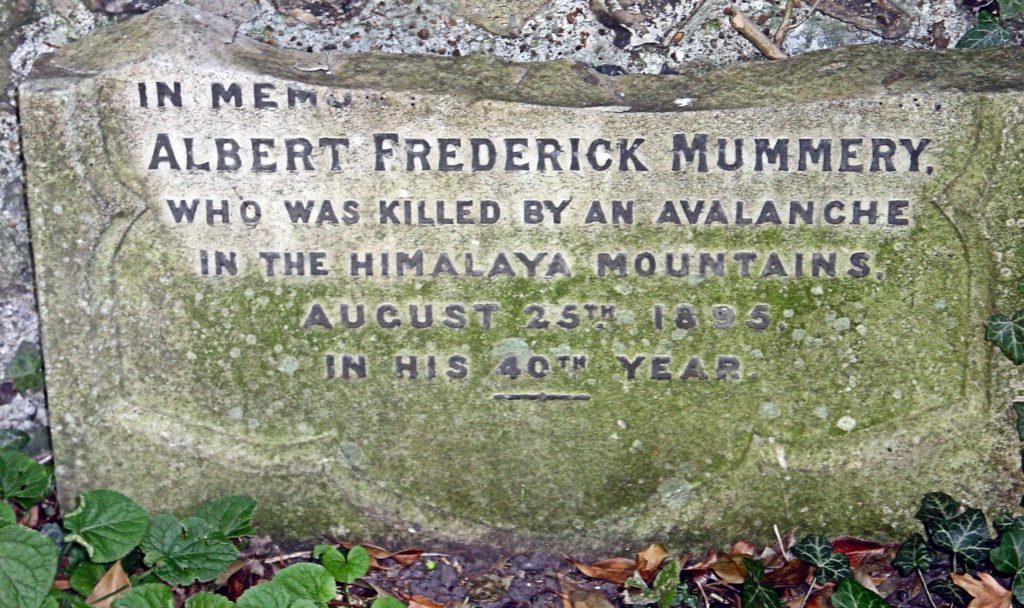 IN MEMO
ALBERT FREDERICK MUMMERY,
WHO WAS KILLED BY AN AVALANCHE
IN THE HIMALAYA MOUNTAINS,
AUGUST 25TH 1895,
IN HIS 40TH YEAR.